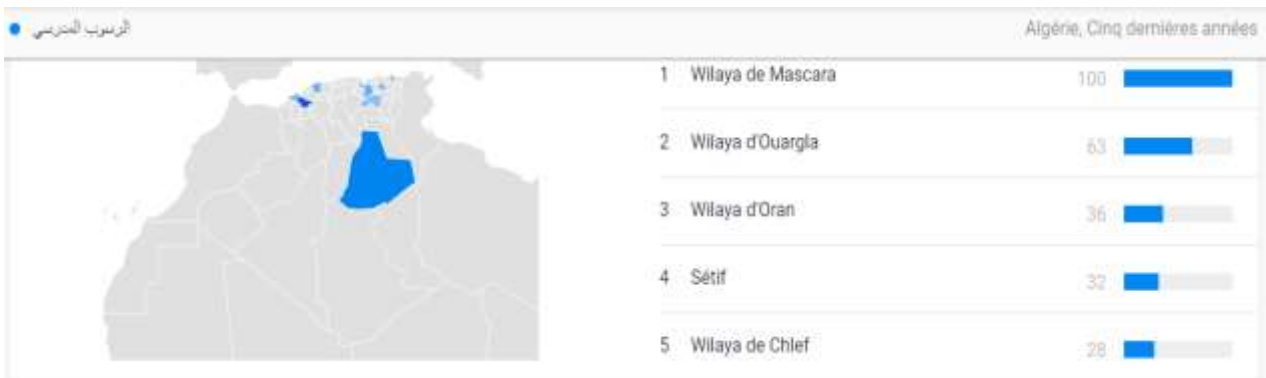 الرسوب المدرسي
Algérie, Cinq dernières années
1 Wilaya de Mascara 100
2 Wilaya d'Ouargla 63
3 Wilaya d'Oran 36
4 Sétif 32
5 Wilaya de Chlef 28